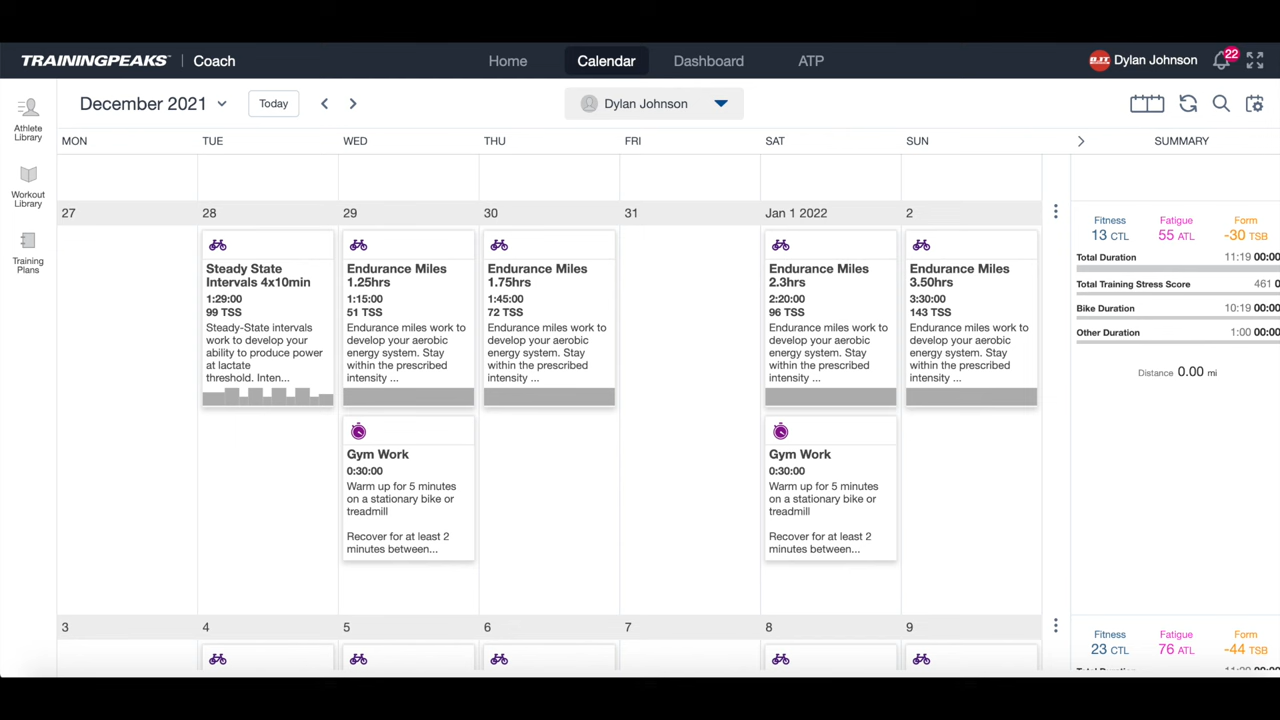 TRAININGPEAKS Coach
Home
Calendar
Dashboard
ATP
D.J.T. Dylan Johnson
22
Athlete
Library
Workout
Library
Training
Plans
December 2021
Today
Dylan Johnson
MON TUE WED THU FRI SAT SUN SUMMARY
27 28 29 30 31 Jan 1 2022 2
Steady State
Intervals 4x10min
1:29:00
99 TSS
Steady-State intervals
work to develop your
ability to produce power
at lactate
threshold. Inten...
Endurance Miles
1.25hrs
1:15:00
51 TSS
Endurance miles work to
develop your aerobic
energy system. Stay
within the prescribed
intensity ...
Gym Work
0:30:00
Warm up for 5 minutes
on a stationary bike or
treadmill
Recover for at least 2
minutes between...
Endurance Miles
1.75hrs
1:45:00
72 TSS
Endurance miles work to
develop your aerobic
energy system. Stay
within the prescribed
intensity ...
Endurance Miles
2.3hrs
2:20:00
96 TSS
Endurance miles work to
develop your aerobic
energy system. Stay
within the prescribed
intensity ...
Gym Work
0:30:00
Warm up for 5 minutes
on a stationary bike or
treadmill
Recover for at least 2
minutes between...
Endurance Miles
3.50hrs
3:30:00
143 TSS
Endurance miles work to
develop your aerobic
energy system. Stay
within the prescribed
intensity ...
Fitness Fatigue Form
13 CTL 55 ATL -30 TSB
Total Duration 11:19 00:00
Total Training Stress Score 461 0
Bike Duration 10:19 00:00
Other Duration 1:00 00:00
Distance 0.00 mi
3 4 5 6 7 8 9
Fitness Fatigue Form
23 CTL 76 ATL -44 TSB